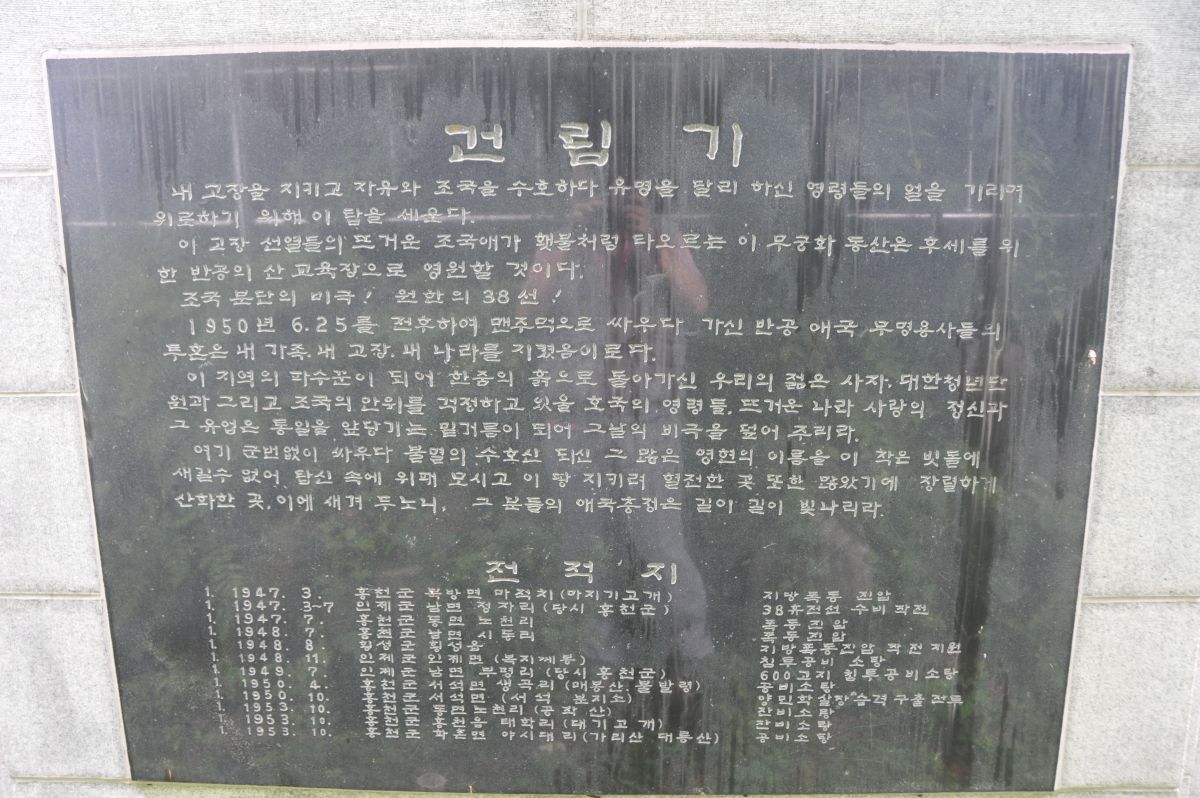 건립기
내 고장을 지키고 자유와 조국을 수호하다 유명을 달리 하신 영령들의 얼을 기리며
위로하기 위해 이 탑을 세운다.
이 고장 선열들의 뜨거운 조국애가 횃불처럼 타오르는 이 무궁화 동산은 후세를 위
한 반공의 산 교육장으로 영원할 것이다.
조국 분단의 비극! 원한의 38선!
1950년 6.25를 전후하여 맨주먹으로 싸우다 가신 반공 애국 무명용사들의
투혼은 내 가족, 내 고장, 내 나라를 지켰음이로다.
이 지역의 파수꾼이 되어 한줌의 흙으로 돌아가신 우리의 젊은 사자, 대한청년단
원과 그리고 조국의 안위를 걱정하고 있을 호국의 영령들, 뜨거운 나라 사랑의 정신과
그 유업은 통일을 앞당기는 밑거름이 되어 그날의 비극을 덮어 주리라.
여기 군번없이 싸우다 불멸의 수호신 되신 그 많은 영현의 이름을 이 작은 빗돌에
새길수 없어, 탑신 속에 위패 모시고 이 땅 지키려 혈전한 곳 또한 많았기에 장렬하게
산화한 곳, 이에 새겨 두노니, 그 분들의 애국충정은 길이 길이 빛나리라.
전적지
1. 1947. 3. 홍천군 북방면 마적치(마지기고개) 지방폭동 진압
1. 1947. 3~7 인제군 남면 정자리(당시 홍천군) 38휴전선 수비 작전
1. 1947. 7. 홍천군 동면 노천리 폭동진압
1. 1948. 7. 홍천군 남면 시동리 폭동진압
1. 1948. 8. 횡성군 횡성읍 지방폭동진압 작전 지원
1. 1948. 11. 인제군 인제면 (복지께봉) 침투공비 소탕
1. 1949. 7. 인제군 남면 부평리 (당시 홍천군) 600고지 침투공비소탕
1. 1950. 4. 홍천군 서석면 생곡리 (매봉산, 불발령) 공비소탕
1. 1950. 10. 홍천군 서석면 (서석 분지소) 양민학살장 습격 구출 전투
1. 1953. 10. 홍천군 동면노천리 (공작산) 잔비소탕
1. 1953. 10. 홍천군 홍천읍 태학리 (대기고개) 잔비소탕
1. 1953. 10. 홍천군 화촌면 야시대리 (가리산 대룡산) 공비소탕